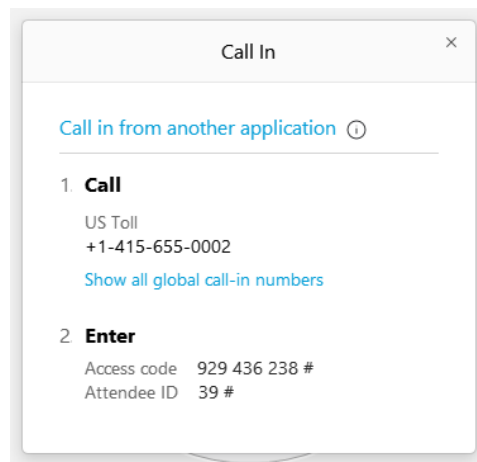 Call In
×
Call in from another application
1. Call
US Toll
+1-415-655-0002
Show all global call-in numbers
2. Enter
Access code 929 436 238 #
Attendee ID 39 #